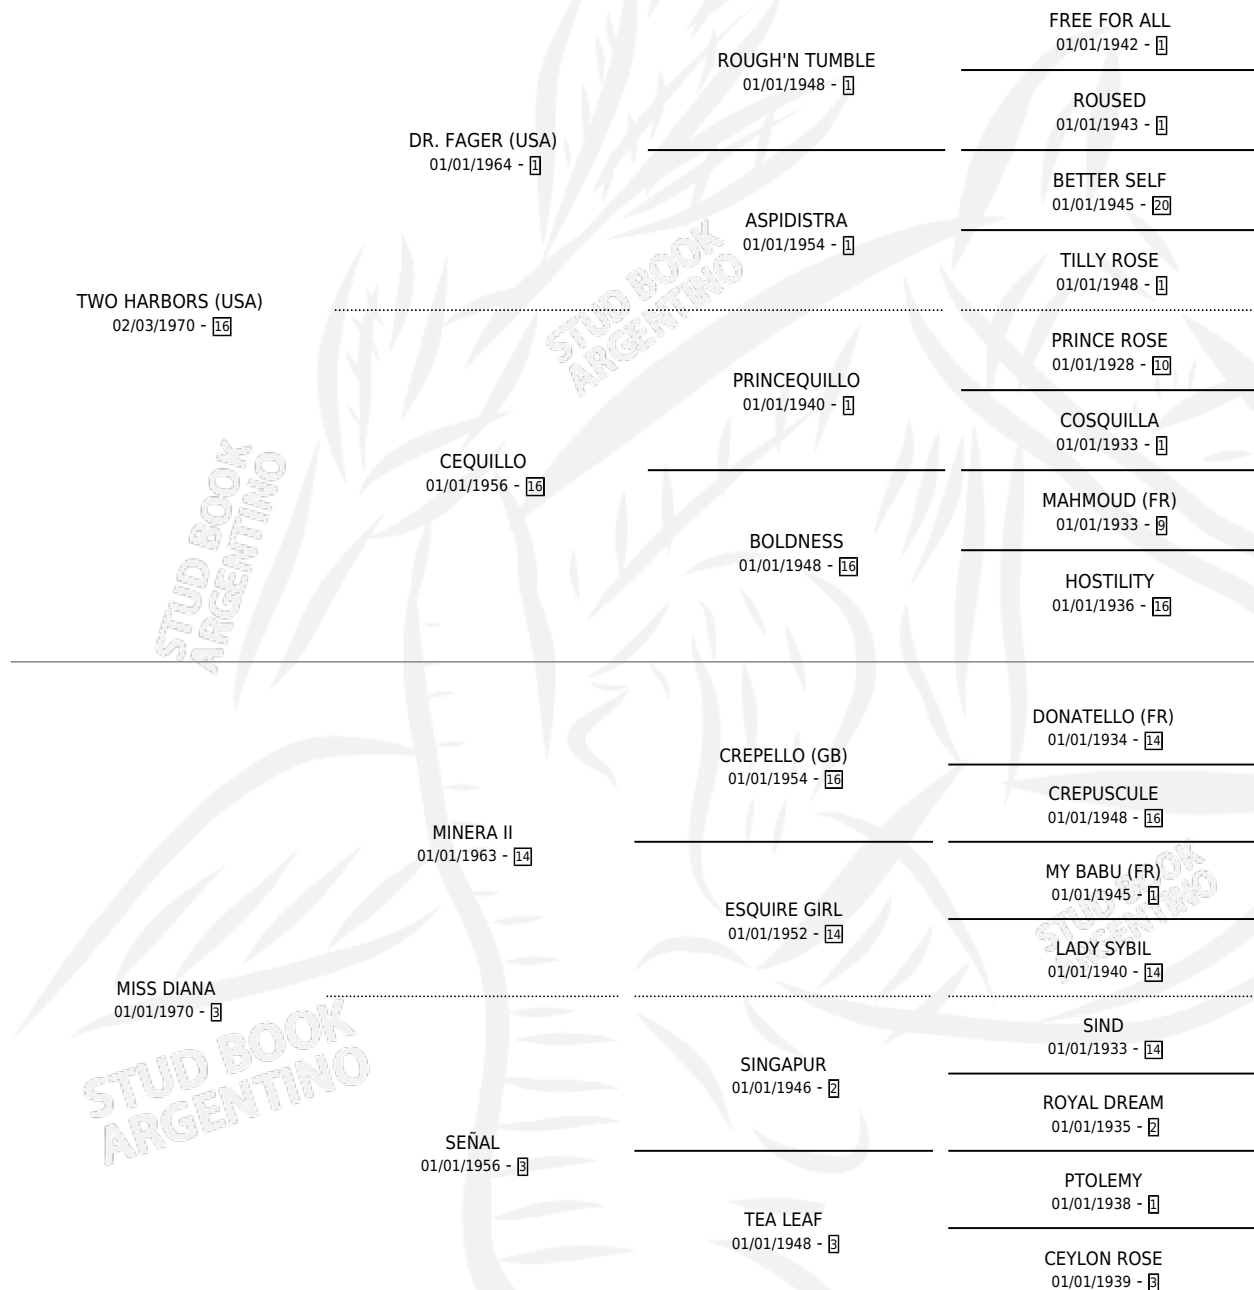 FREE FOR ALL
01/01/1942 - 1
ROUGH'N TUMBLE
01/01/1948 - 1
ROUSED
01/01/1943 - 1
DR. FAGER (USA)
01/01/1964 - 1
BETTER SELF
01/01/1945 - 20
ASPIDISTRA
01/01/1954 - 1
TILLY ROSE
01/01/1948 - 1
TWO HARBORS (USA)
02/03/1970 - 16
PRINCE ROSE
01/01/1928 - 10
PRINCEQUILLO
01/01/1940 - 1
COSQUILLA
01/01/1933 - 1
CEQUILLO
01/01/1956 - 16
MAHMOUD (FR)
01/01/1933 - 9
BOLDNESS
01/01/1948 - 16
HOSTILITY
01/01/1936 - 16
DONATELLO (FR)
01/01/1934 - 14
CREPELLO (GB)
01/01/1954 - 16
CREPUSCULE
01/01/1948 - 16
MINERA II
01/01/1963 - 14
MY BABU (FR)
01/01/1945 - 1
ESQUIRE GIRL
01/01/1952 - 14
LADY SYBIL
01/01/1940 - 14
MISS DIANA
01/01/1970 - 3
SIND
01/01/1933 - 14
SINGAPUR
01/01/1946 - 2
ROYAL DREAM
01/01/1935 - 2
SEÑAL
01/01/1956 - 3
PTOLEMY
01/01/1938 - 1
TEA LEAF
01/01/1948 - 3
CEYLON ROSE
01/01/1939 - 3
STUD BOOK
ARGENTINO
STUD BOOK
ARGENTINO
STUD BOOK
ARGENTINO
STUD BOOK
ARGENTINO